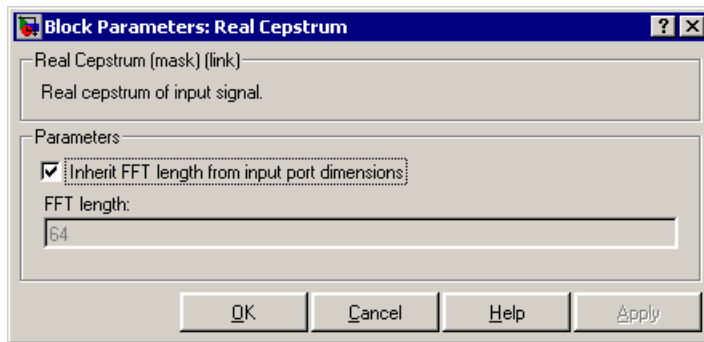 Block Parameters: Real Cepstrum
Real Cepstrum (mask) (link)
Real cepstrum of input signal.
Parameters
Inherit FFT length from input port dimensions
FFT length:
64
OK Cancel Help Apply